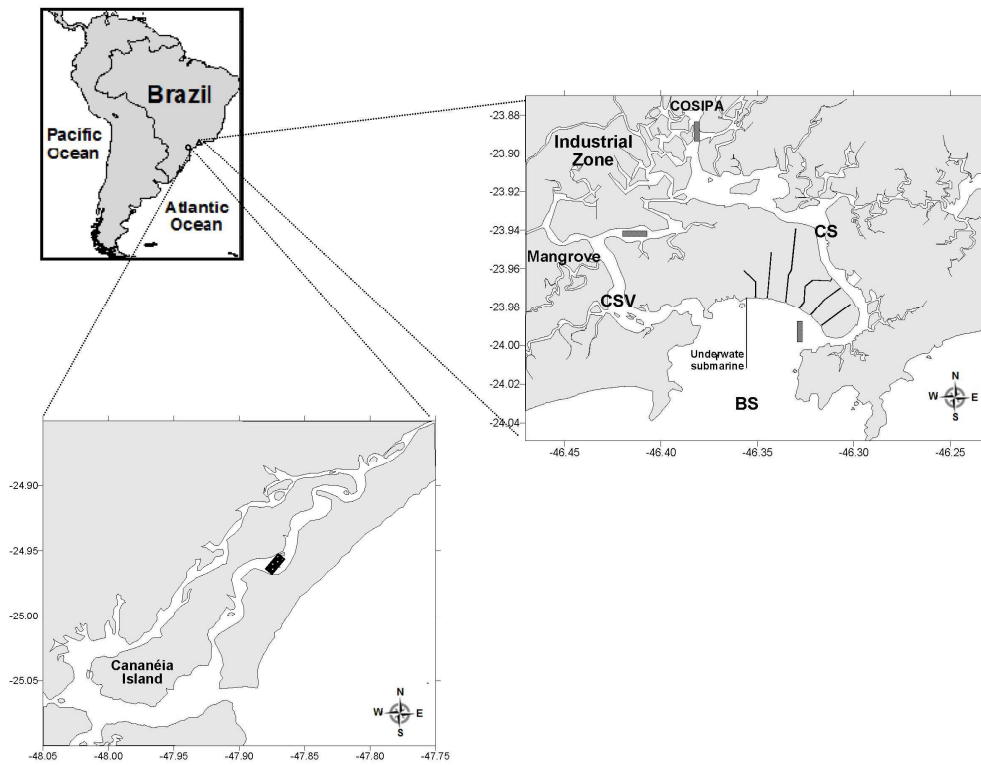 Brazil
Pacific
Ocean
Atlantic
Ocean
COSIPA
Industrial
Zone
Mangrove
CS
CSV
Underwate
submarine
BS
N
W E
S
-23.88
-23.90
-23.92
-23.94
-23.96
-23.98
-24.00
-24.02
-24.04
-46.45
-46.40
-46.35
-46.30
-46.25
Cananéia
Island
N
W E
S
-24.90
-24.95
-25.00
-25.05
-48.05
-48.00
-47.95
-47.90
-47.85
-47.80
-47.75